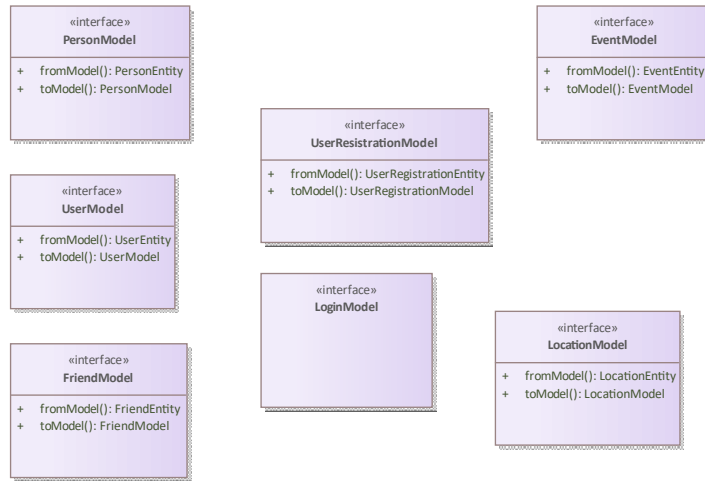 «interface»
PersonModel
+ fromModel(): PersonEntity
+ toModel(): PersonModel
«interface»
EventModel
+ fromModel(): EventEntity
+ toModel(): EventModel
«interface»
UserResistrationModel
+ fromModel(): UserRegistrationEntity
+ toModel(): UserRegistrationModel
«interface»
UserModel
+ fromModel(): UserEntity
+ toModel(): UserModel
«interface»
LoginModel
«interface»
LocationModel
+ fromModel(): LocationEntity
+ toModel(): LocationModel
«interface»
FriendModel
+ fromModel(): FriendEntity
+ toModel(): FriendModel